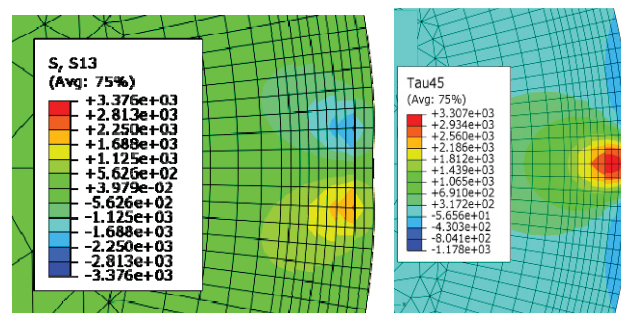 S, S13
(Avg: 75%)
+3.376e+03
+2.813e+03
+2.250e+03
+1.688e+03
+1.125e+03
+5.626e+02
+3.979e-02
-5.626e+02
-1.125e+03
-1.688e+03
-2.250e+03
-2.813e+03
-3.376e+03
Tau45
(Avg: 75%)
+3.307e+03
+2.934e+03
+2.560e+03
+2.186e+03
+1.812e+03
+1.439e+03
+1.065e+03
+6.910e+02
+3.172e+02
-5.656e+01
-4.303e+02
-8.041e+02
-1.178e+03